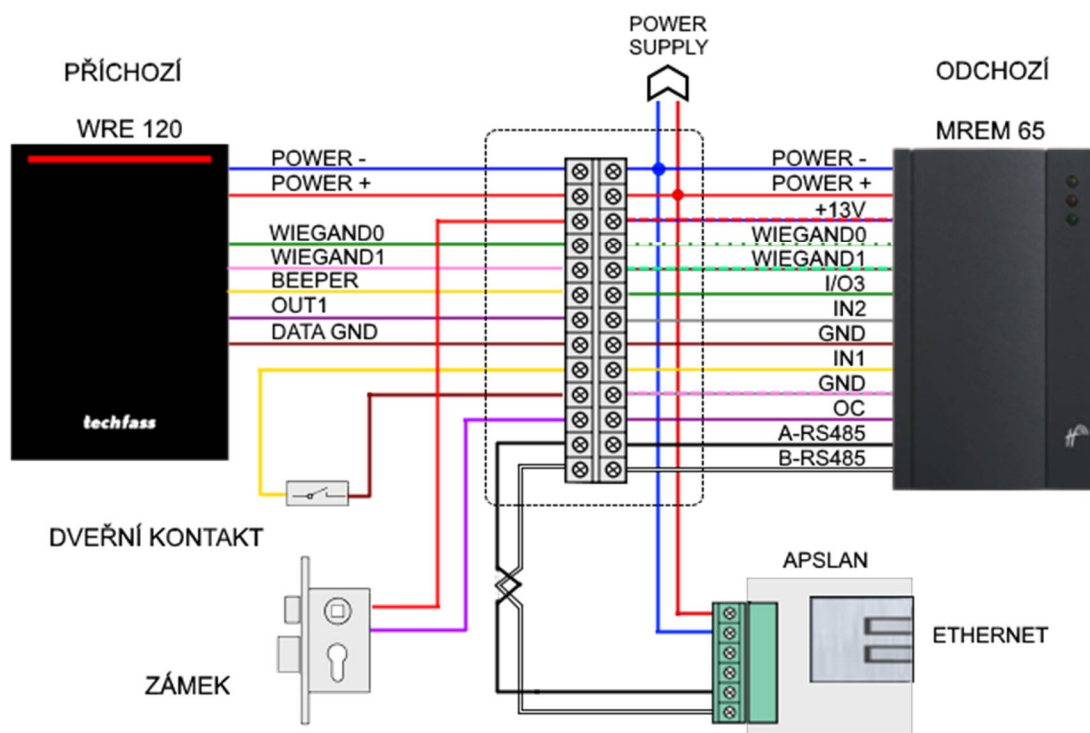 POWER
SUPPLY
PŘÍCHOZÍ
ODCHOZÍ
WRE 120
MREM 65
POWER -
POWER +
WIEGAND0
WIEGAND1
BEEPER
OUT1
DATA GND
techfass
POWER -
POWER +
+13V
WIEGAND0
WIEGAND1
I/O3
IN2
GND
IN1
GND
OC
A-RS485
B-RS485
DVEŘNÍ KONTAKT
ZÁMEK
APSLAN
ETHERNET